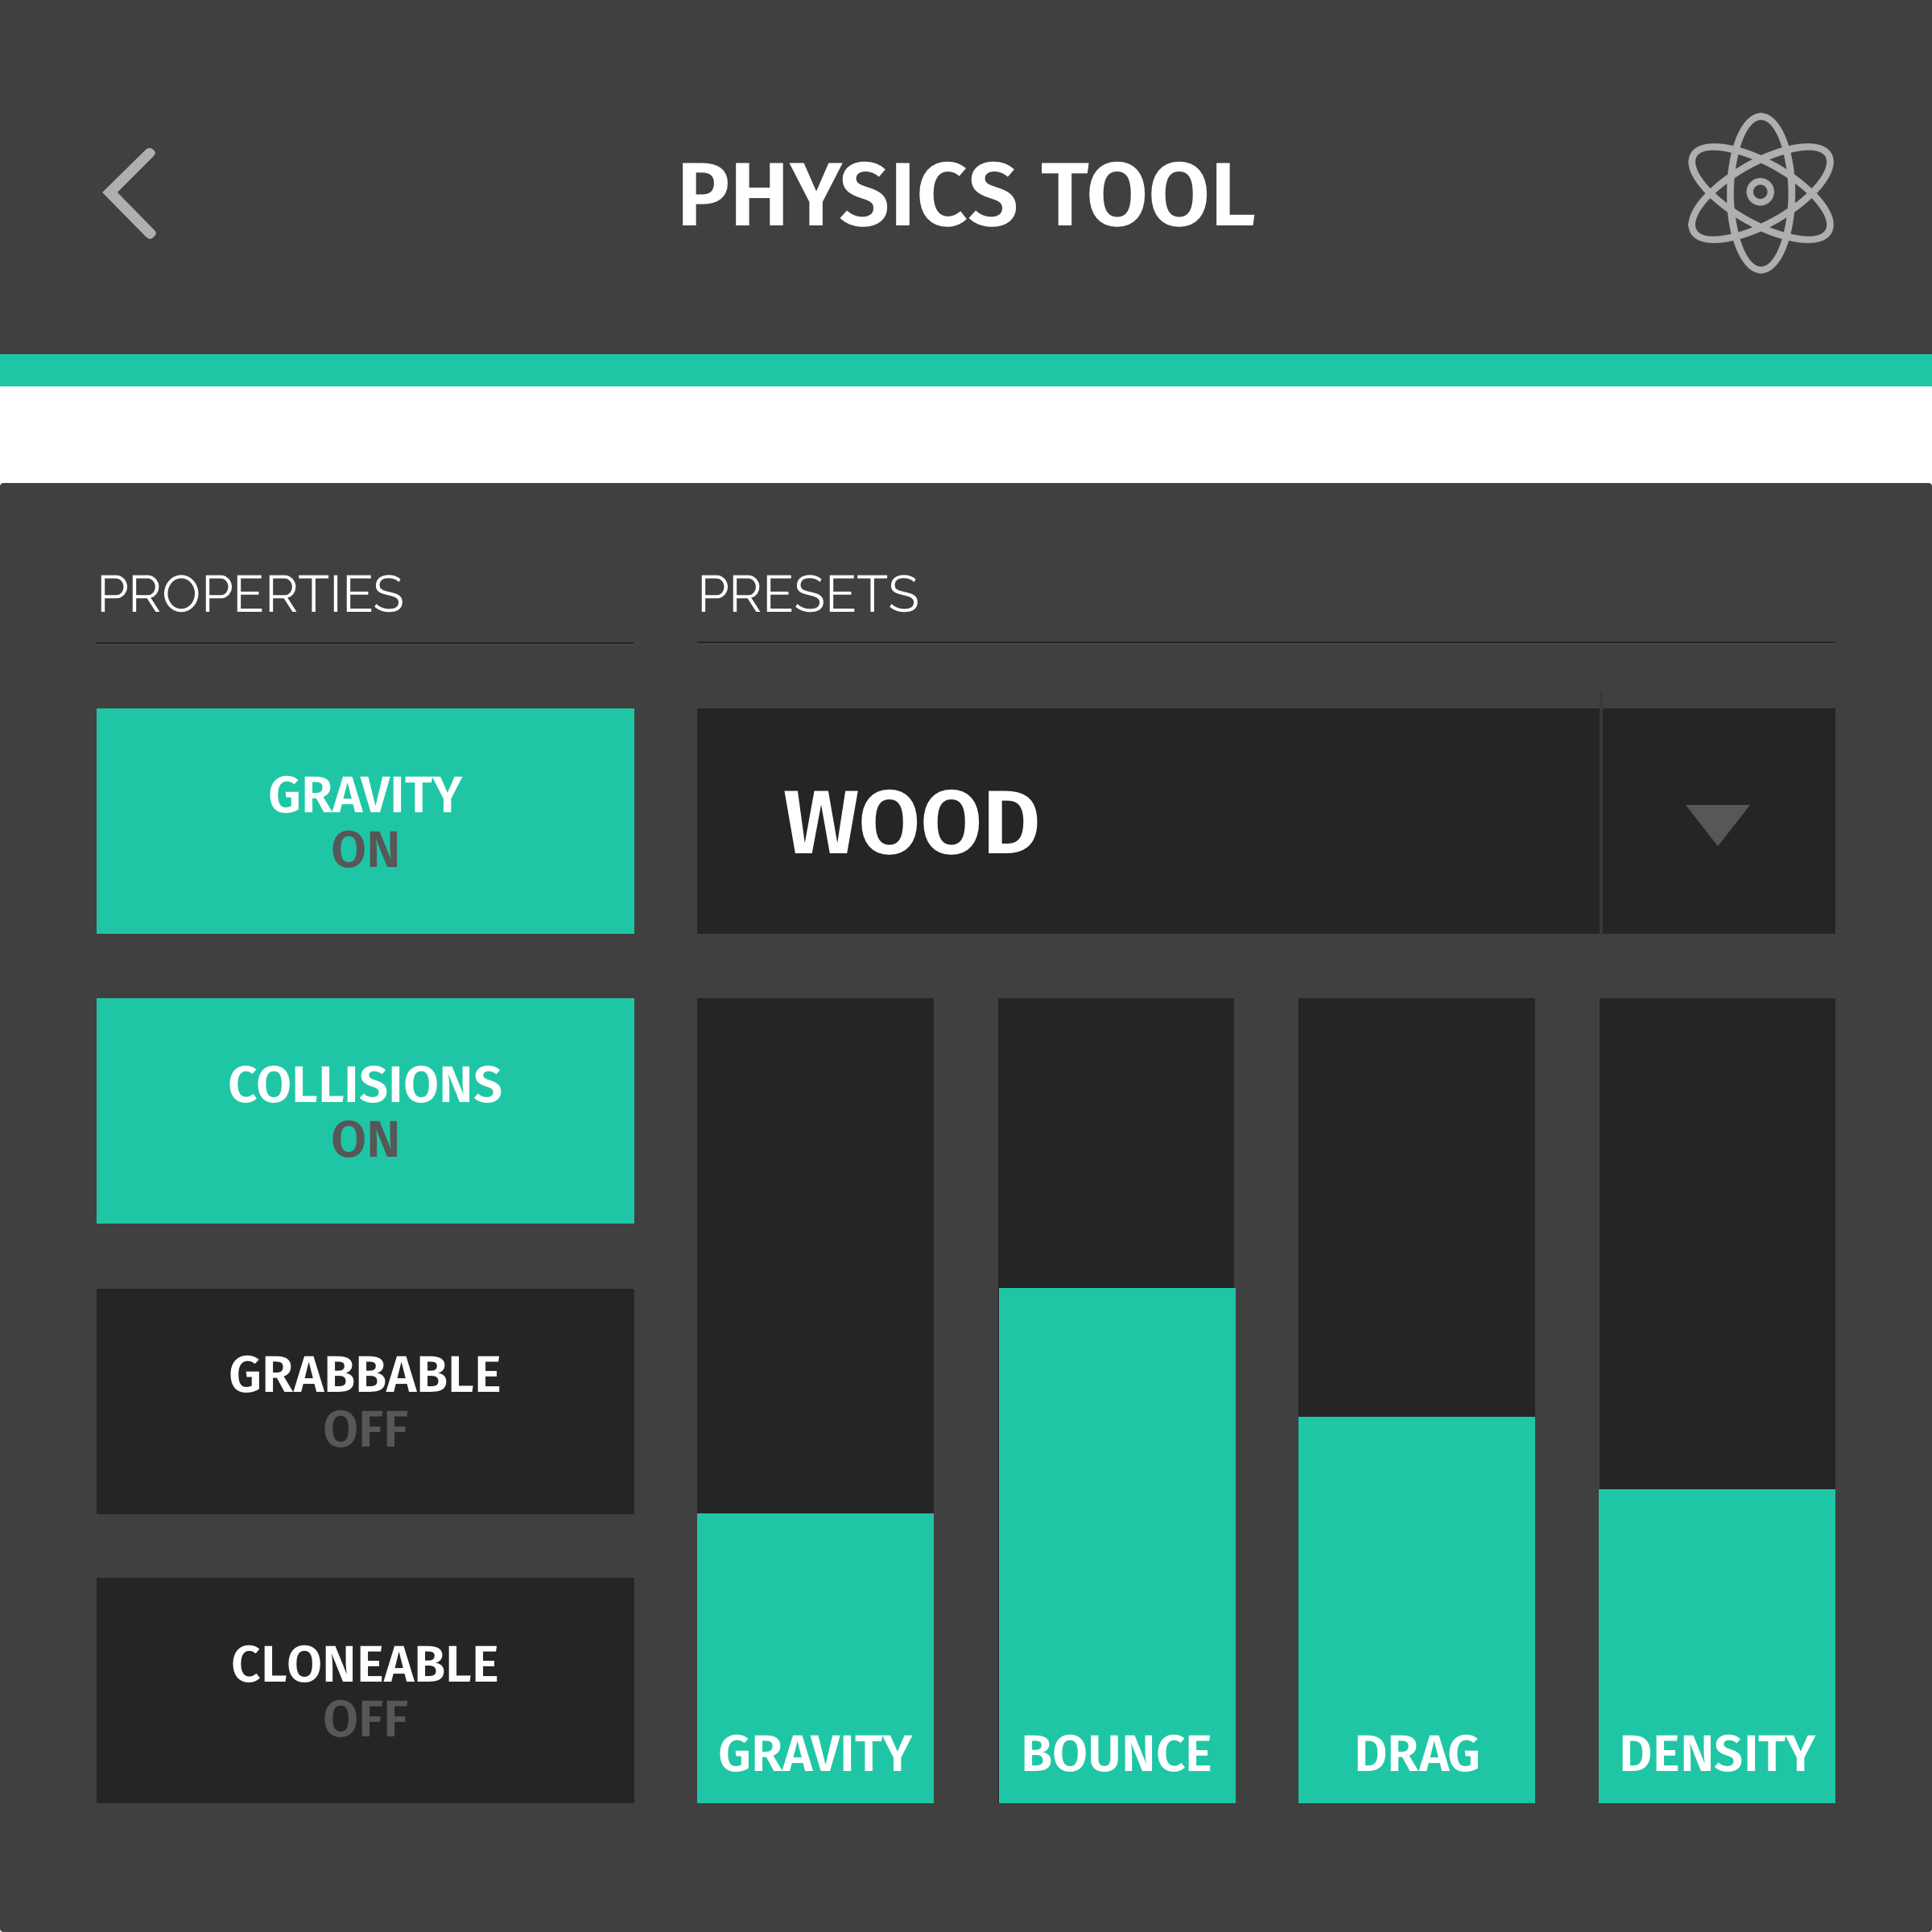 PHYSICS TOOL
PROPERTIES
GRAVITY
ON
COLLISIONS
ON
GRABBABLE
OFF
CLONEABLE
OFF
PRESETS
WOOD
GRAVITY
BOUNCE
DRAG
DENSITY